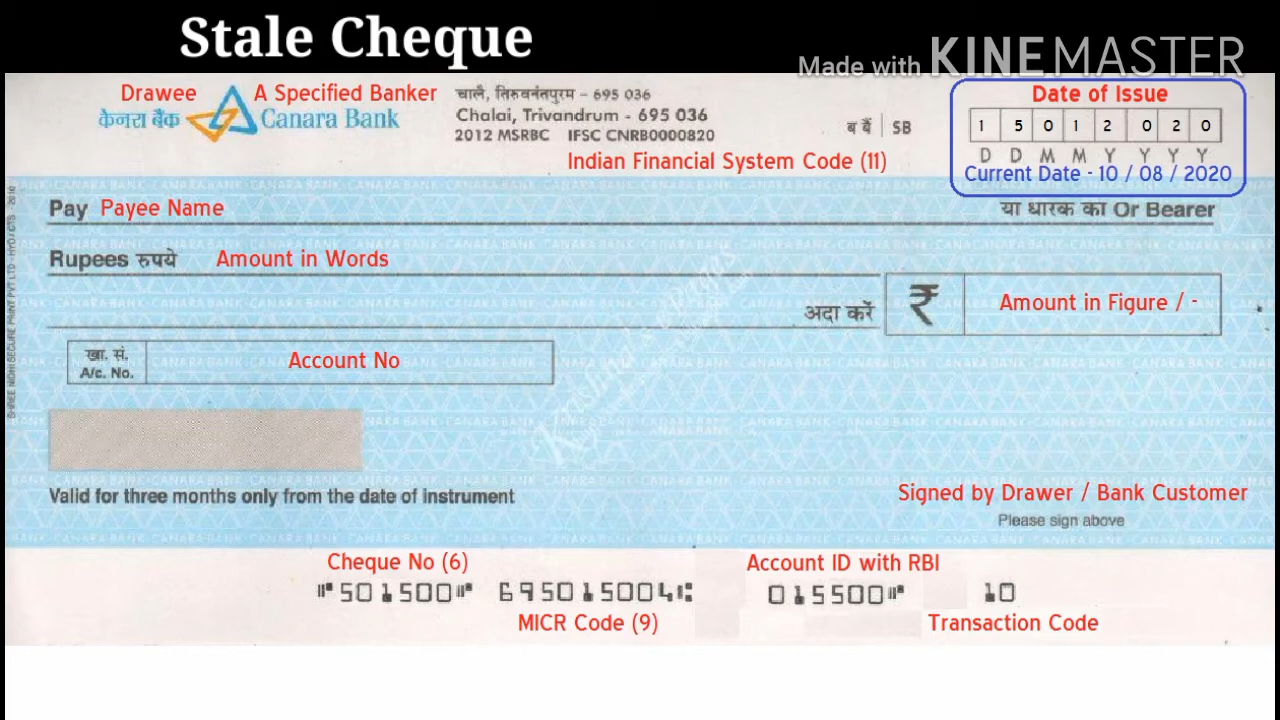 Stale Cheque
Made with KINEMASTER
Drawee A Specified Banker
केनरा बैंक Canara Bank
चालै, तिरुवनंतपुरम - 695 036
Chalai, Trivandrum - 695 036
2012 MSRBC IFSC CNRB0000820
Indian Financial System Code (11)
ब बैं | SB
Date of Issue
1 5 0 1 2 0 2 0
D D M M Y Y Y Y
Current Date - 10 / 08 / 2020
Pay Payee Name
या धारक को Or Bearer
Rupees रुपये Amount in Words
अदा करें
₹ Amount in Figure / -
खा. सं.
A/c. No.
Account No
Valid for three months only from the date of instrument
Signed by Drawer / Bank Customer
Please sign above
Cheque No (6)
Account ID with RBI
⑈501500⑈ 695015004⑆ 015500⑈ 10
MICR Code (9)
Transaction Code